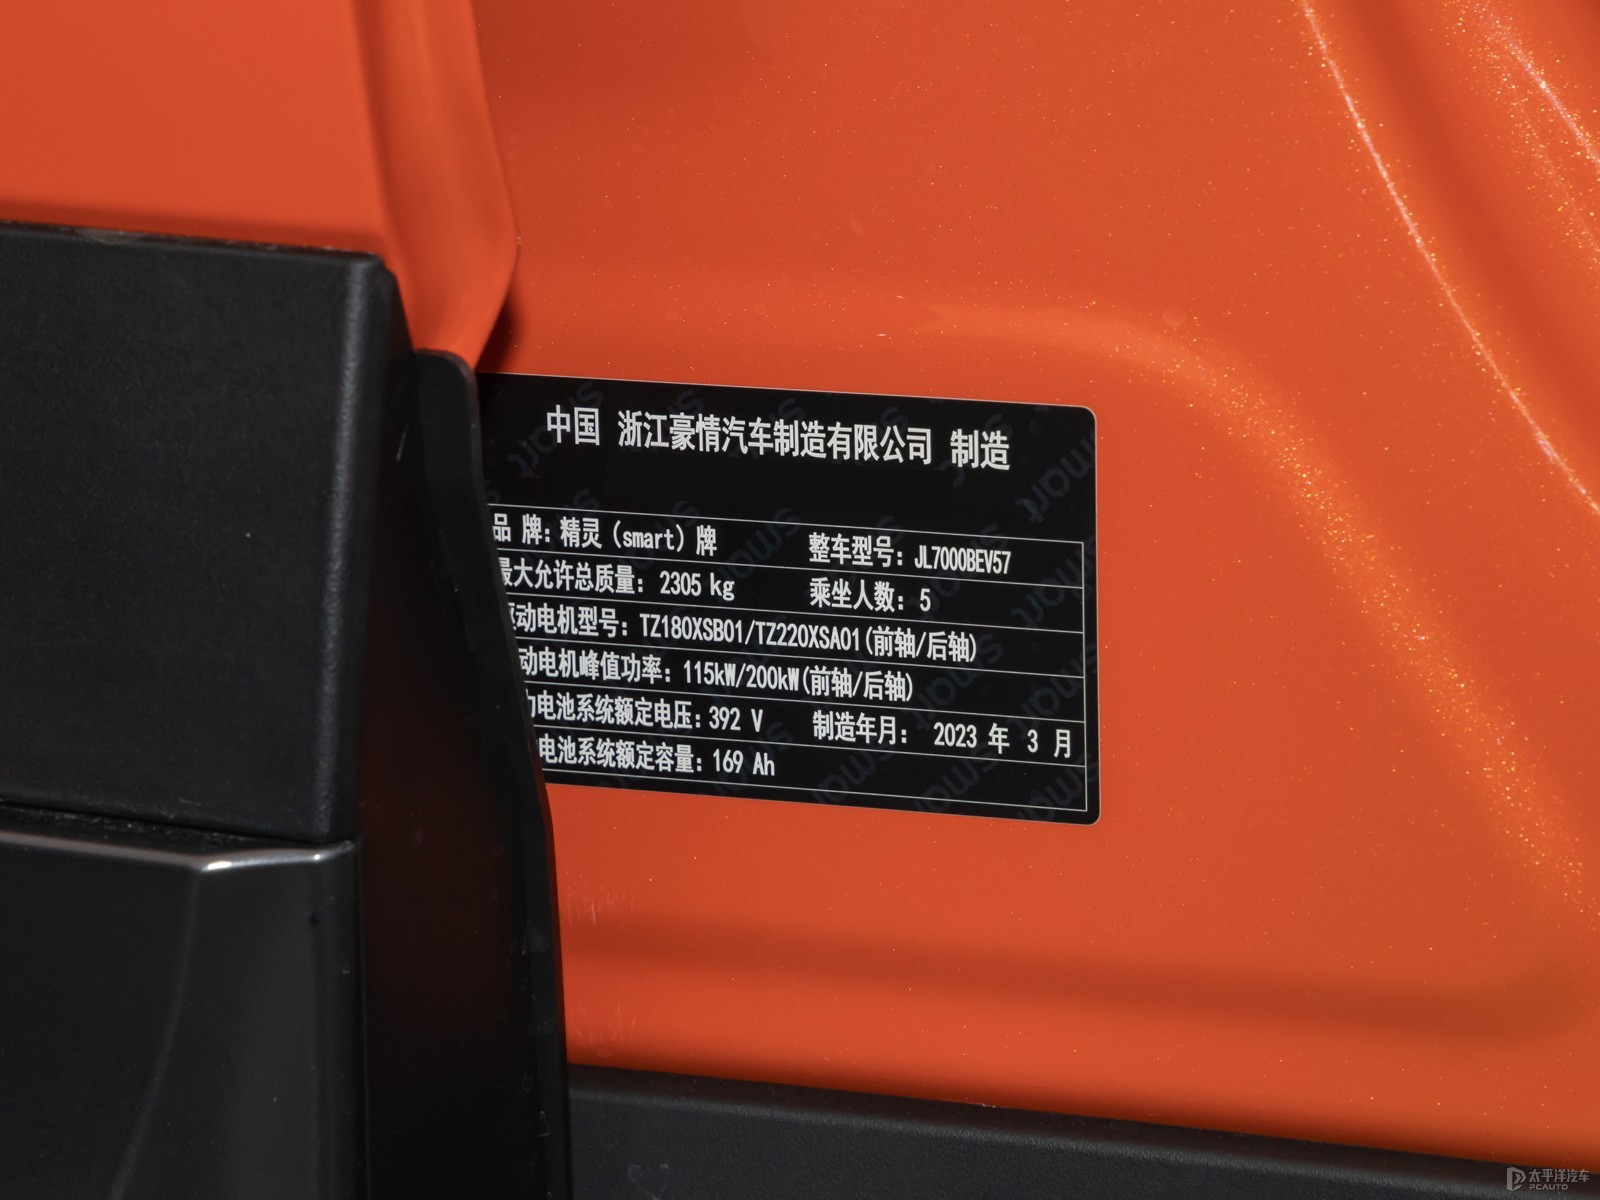 中国 浙江豪情汽车制造有限公司 制造
品 牌：精灵（smart）牌 整车型号：JL7000BEV57
最大允许总质量：2305 kg 乘坐人数：5
驱动电机型号：TZ180XSB01/TZ220XSA01(前轴/后轴)
动电机峰值功率：115kW/200kW(前轴/后轴)
力电池系统额定电压：392 V 制造年月： 2023 年 3 月
电池系统额定容量：169 Ah
太平洋汽车
PCAUTO